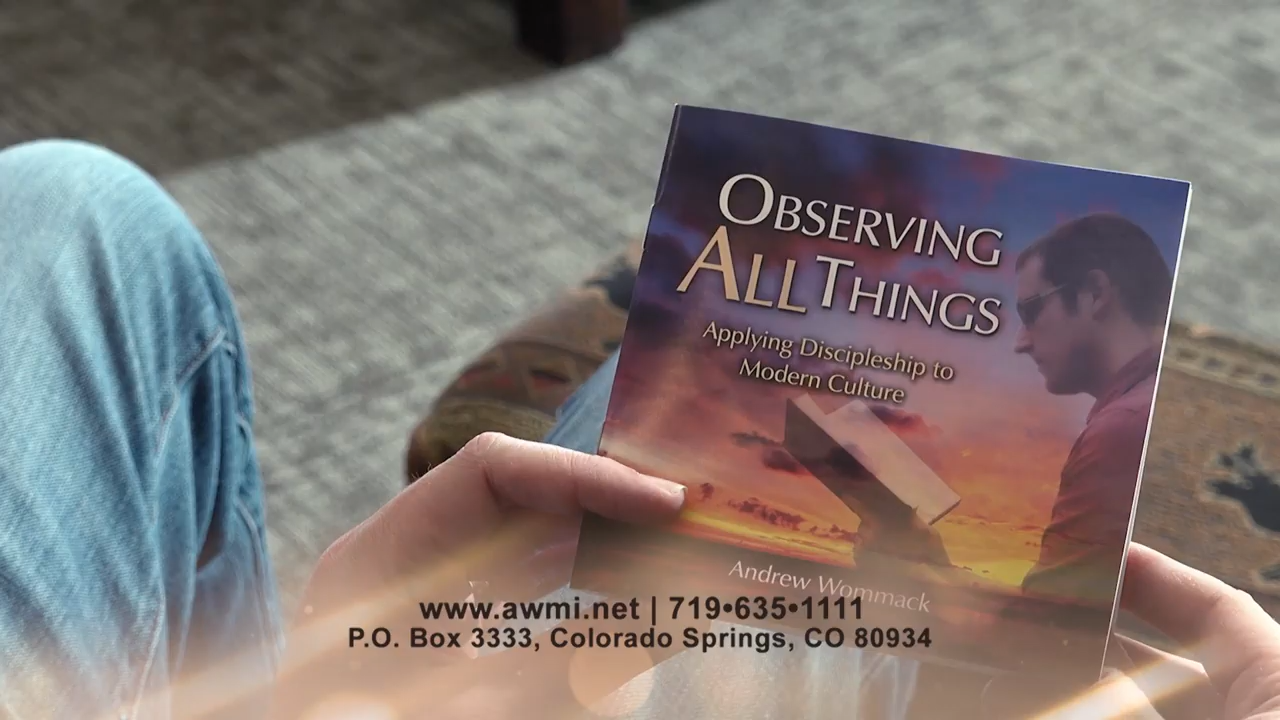 OBSERVING
ALL THINGS
Applying Discipleship to
Modern Culture
Andrew Wommack
www.awmi.net | 719•635•1111
P.O. Box 3333, Colorado Springs, CO 80934